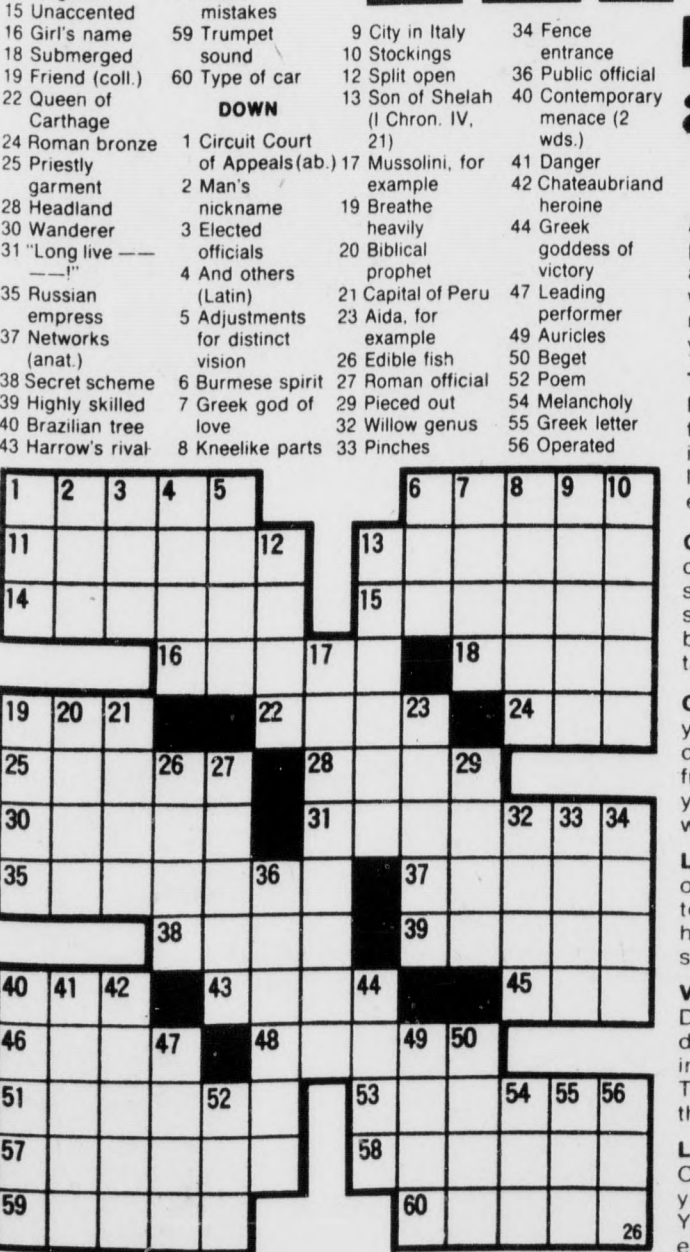 15 Unaccented
16 Girl's name
18 Submerged
19 Friend (coll.)
22 Queen of
Carthage
24 Roman bronze
25 Priestly
garment
28 Headland
30 Wanderer
31 "Long live ——
——!"
35 Russian
empress
37 Networks
(anat.)
38 Secret scheme
39 Highly skilled
40 Brazilian tree
43 Harrow's rival
mistakes
59 Trumpet
sound
60 Type of car
DOWN
1 Circuit Court
of Appeals (ab.)
2 Man's
nickname
3 Elected
officials
4 And others
(Latin)
5 Adjustments
for distinct
vision
6 Burmese spirit
7 Greek god of
love
8 Kneelike parts
9 City in Italy
10 Stockings
12 Split open
13 Son of Shelah
(I Chron. IV,
21)
17 Mussolini, for
example
19 Breathe
heavily
20 Biblical
prophet
21 Capital of Peru
23 Aida, for
example
26 Edible fish
27 Roman official
29 Pieced out
32 Willow genus
33 Pinches
34 Fence
entrance
36 Public official
40 Contemporary
menace (2
wds.)
41 Danger
42 Chateaubriand
heroine
44 Greek
goddess of
victory
47 Leading
performer
49 Auricles
50 Beget
52 Poem
54 Melancholy
55 Greek letter
56 Operated
1 2 3 4 5 6 7 8 9 10
11 12 13
14 15
16 17 18
19 20 21 22 23 24
25 26 27 28 29
30 31 32 33 34
35 36 37
38 39
40 41 42 43 44 45
46 47 48 49 50
51 52 53 54 55 56
57 58
59 60
26